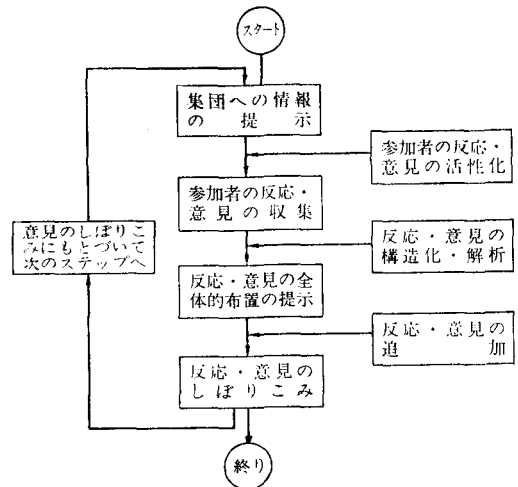 スタート
集団への情報
の提示
参加者の反応・
意見の活性化
参加者の反応・
意見の収集
意見のしぼりこ
みにもとづいて
次のステップへ
反応・意見の
構造化・解析
反応・意見の全
体的布置の提示
反応・意見の
追加
反応・意見の
しぼりこみ
終り